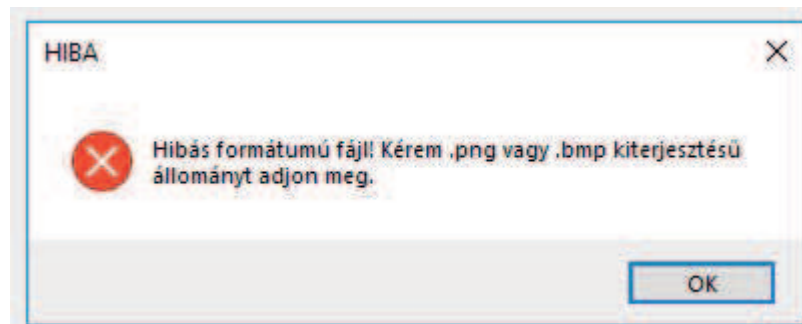 HIBA
Hibás formátumú fájl! Kérem .png vagy .bmp kiterjesztésű
állományt adjon meg.
OK